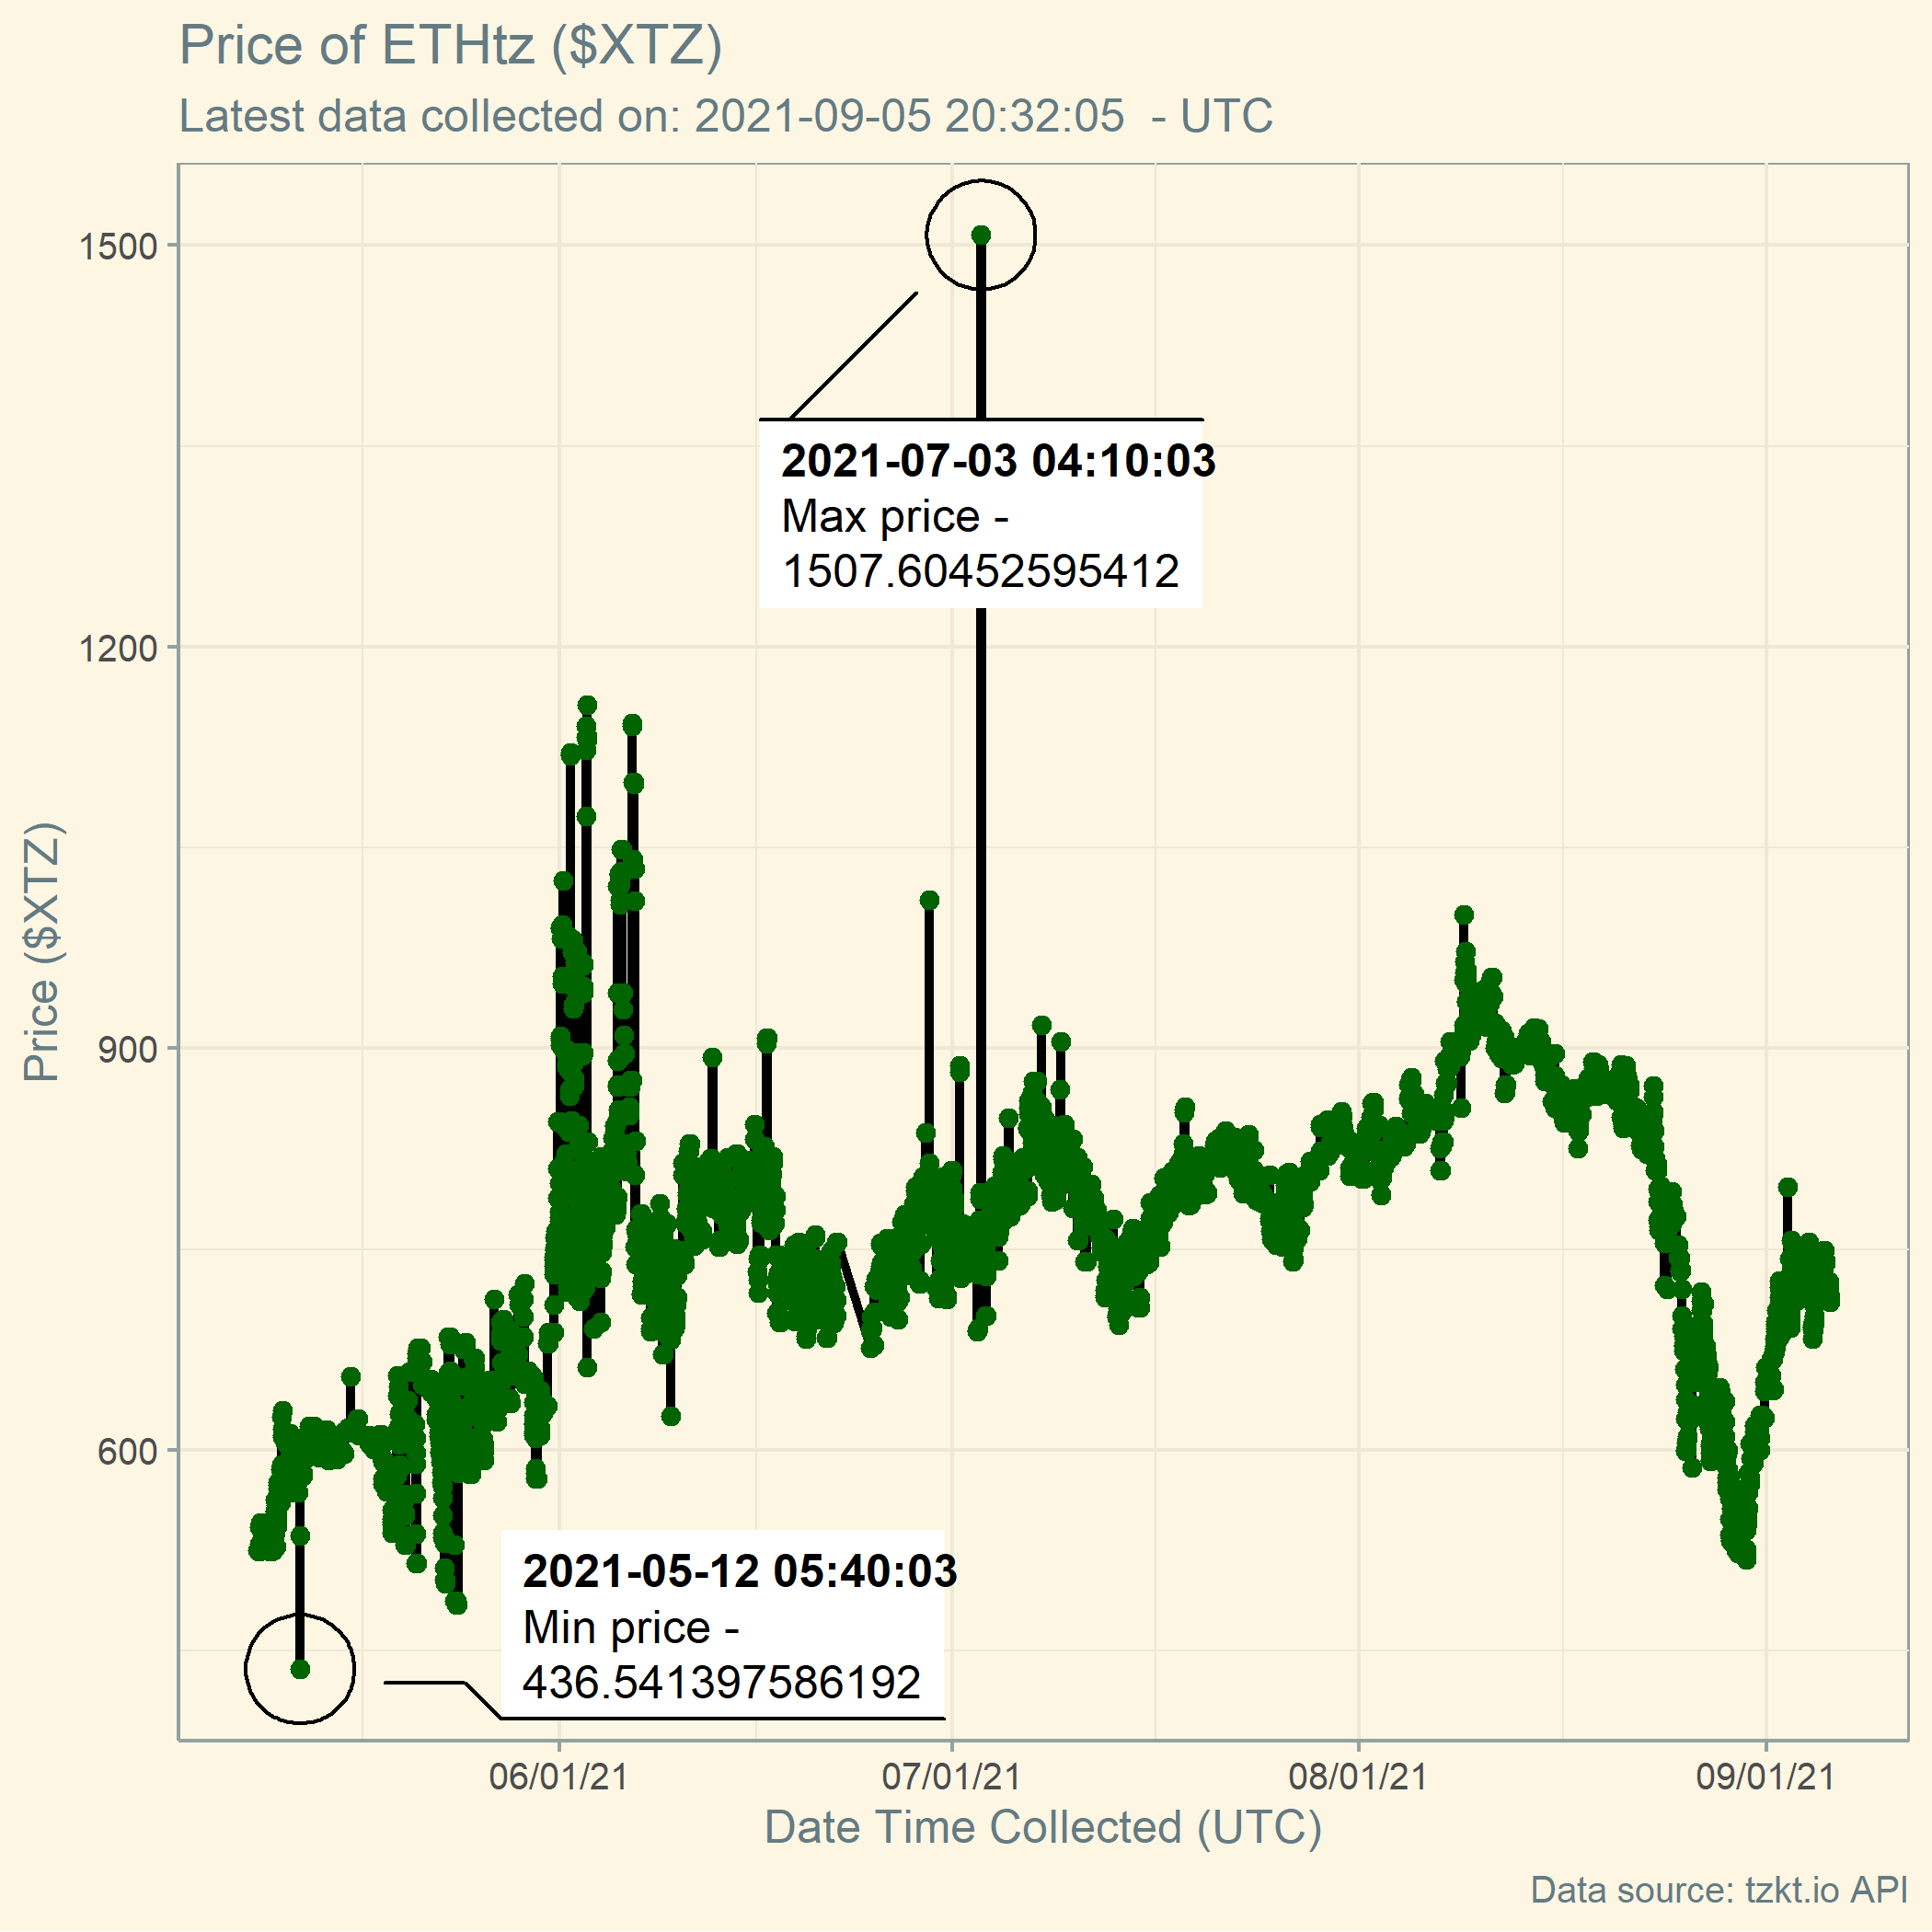 Price of ETHtz ($XTZ)
Latest data collected on: 2021-09-05 20:32:05  - UTC
1500
1200
900
600
Price ($XTZ)
2021-07-03 04:10:03
Max price -
1507.60452595412
2021-05-12 05:40:03
Min price -
436.541397586192
06/01/21
07/01/21
08/01/21
09/01/21
Date Time Collected (UTC)
Data source: tzkt.io API